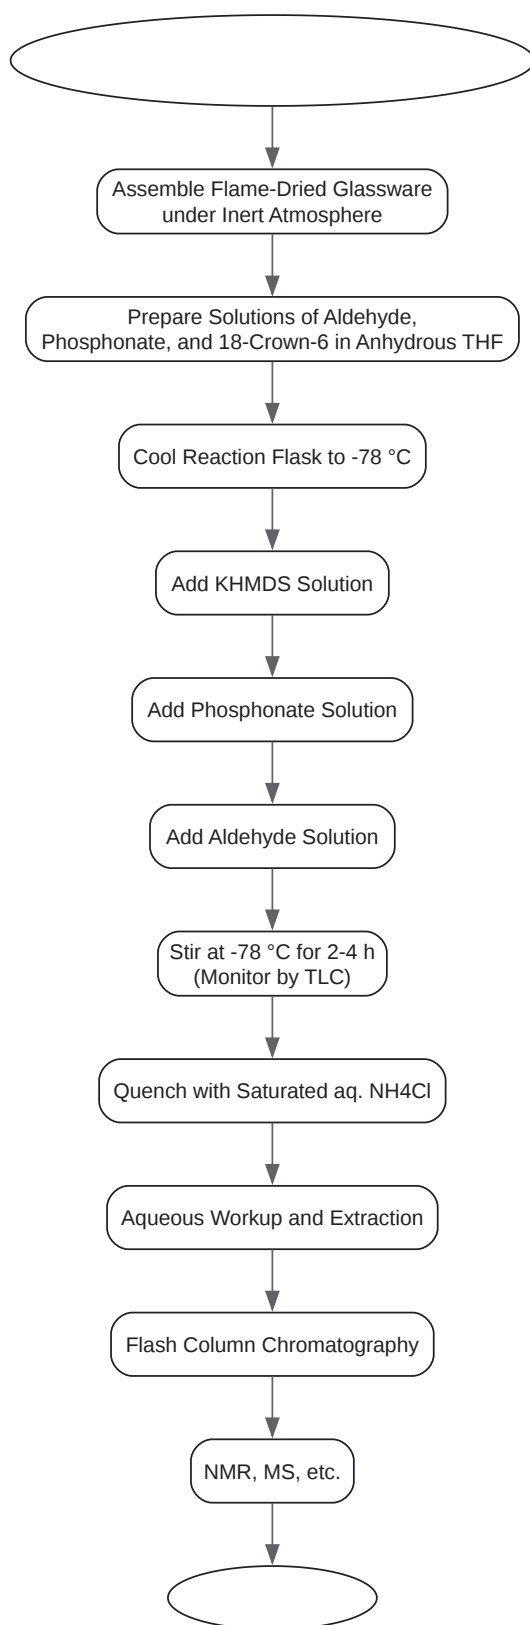 Assemble Flame-Dried Glassware
under Inert Atmosphere
Prepare Solutions of Aldehyde,
Phosphonate, and 18-Crown-6 in Anhydrous THF
Cool Reaction Flask to -78 °C
Add KHMDS Solution
Add Phosphonate Solution
Add Aldehyde Solution
Stir at -78 °C for 2-4 h
(Monitor by TLC)
Quench with Saturated aq. NH4Cl
Aqueous Workup and Extraction
Flash Column Chromatography
NMR, MS, etc.